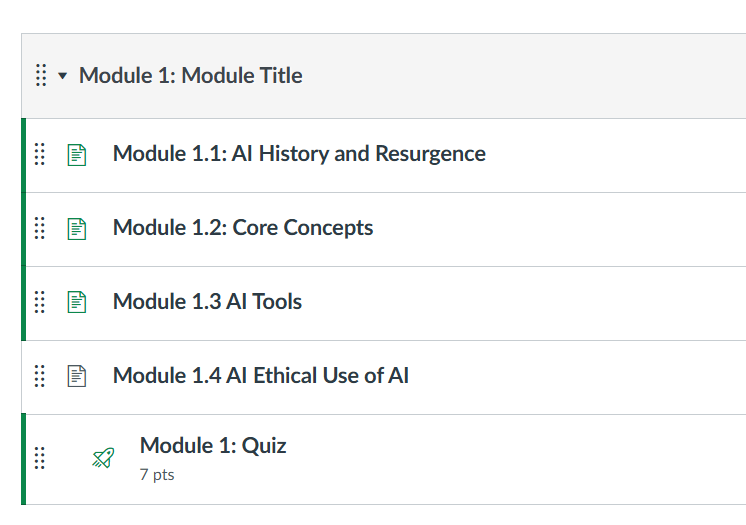 Module 1: Module Title
Module 1.1: AI History and Resurgence
Module 1.2: Core Concepts
Module 1.3 AI Tools
Module 1.4 AI Ethical Use of AI
Module 1: Quiz
7 pts